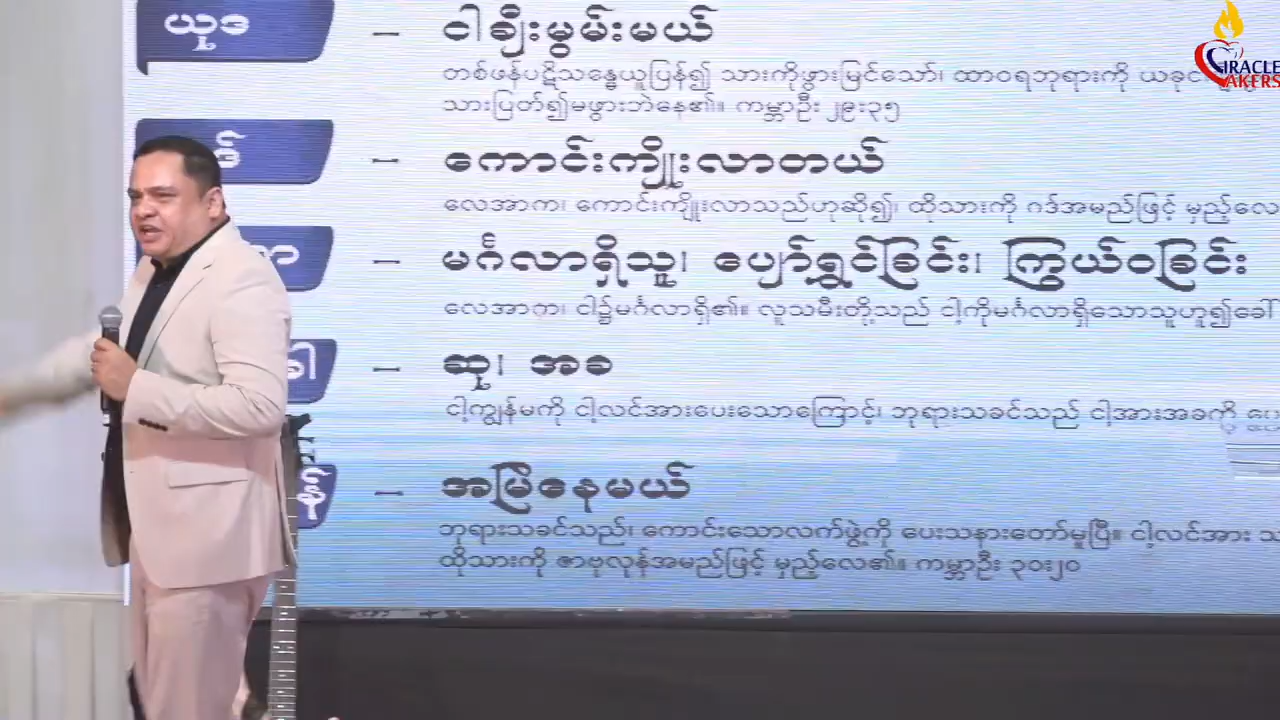 ယုဒ – ငါချီးမွမ်းမယ်
တစ်ဖန်ပဋိသန္ဓေယူပြန်၍ သားကိုဖွားမြင်သော်၊ ထာဝရဘုရားကို ယခု
သားပြတ်၍မဖွားဘဲနေ၏။ ကမ္ဘာဦး ၂၉း၃၅
ဒ် – ကောင်းကျိုးလာတယ်
လေအာက၊ ကောင်းကျိုးလာသည်ဟုဆို၍၊ ထိုသားကို ဂဒ်အမည်ဖြင့် မှည့်လေ
– မင်္ဂလာရှိသူ၊ ပျော်ရွှင်ခြင်း၊ ကြွယ်ဝခြင်း
လေအာက၊ ငါ၌မင်္ဂလာရှိ၏။ လူသမီးတို့သည် ငါ့ကိုမင်္ဂလာရှိသောသူဟူ၍ခေါ်
ခါ – ဆု၊ အခ
ငါ့ကျွန်မကို ငါ့လင်အားပေးသောကြောင့်၊ ဘုရားသခင်သည် ငါ့အားအခကို ပေး
န် – အမြဲနေမယ်
ဘုရားသခင်သည်၊ ကောင်းသောလက်ဖွဲ့ကို ပေးသနားတော်မူပြီ။ ငါ့လင်အား
ထိုသားကို ဇာဗုလုန်အမည်ဖြင့် မှည့်လေ၏။ ကမ္ဘာဦး ၃၀း၂၀
IRACLE
AKERS